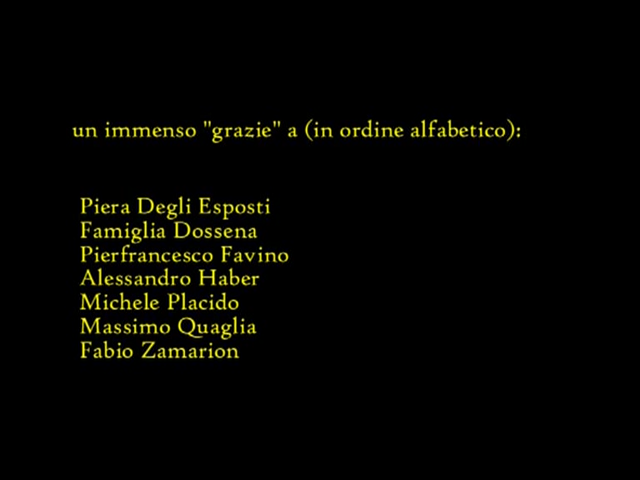 un immenso "grazie" a (in ordine alfabetico):
Piera Degli Esposti
Famiglia Dossena
Pierfrancesco Favino
Alessandro Haber
Michele Placido
Massimo Quaglia
Fabio Zamarion